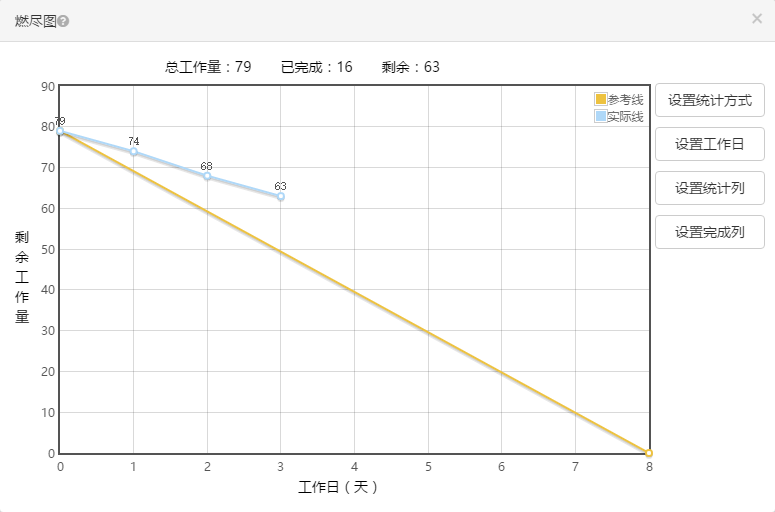 燃尽图?
×
总工作量：79 已完成：16 剩余：63
90
80
70
60
50
40
30
20
10
0
剩余工作量
79
74
68
63
参考线
实际线
0 1 2 3 4 5 6 7 8
工作日（天）
设置统计方式
设置工作日
设置统计列
设置完成列